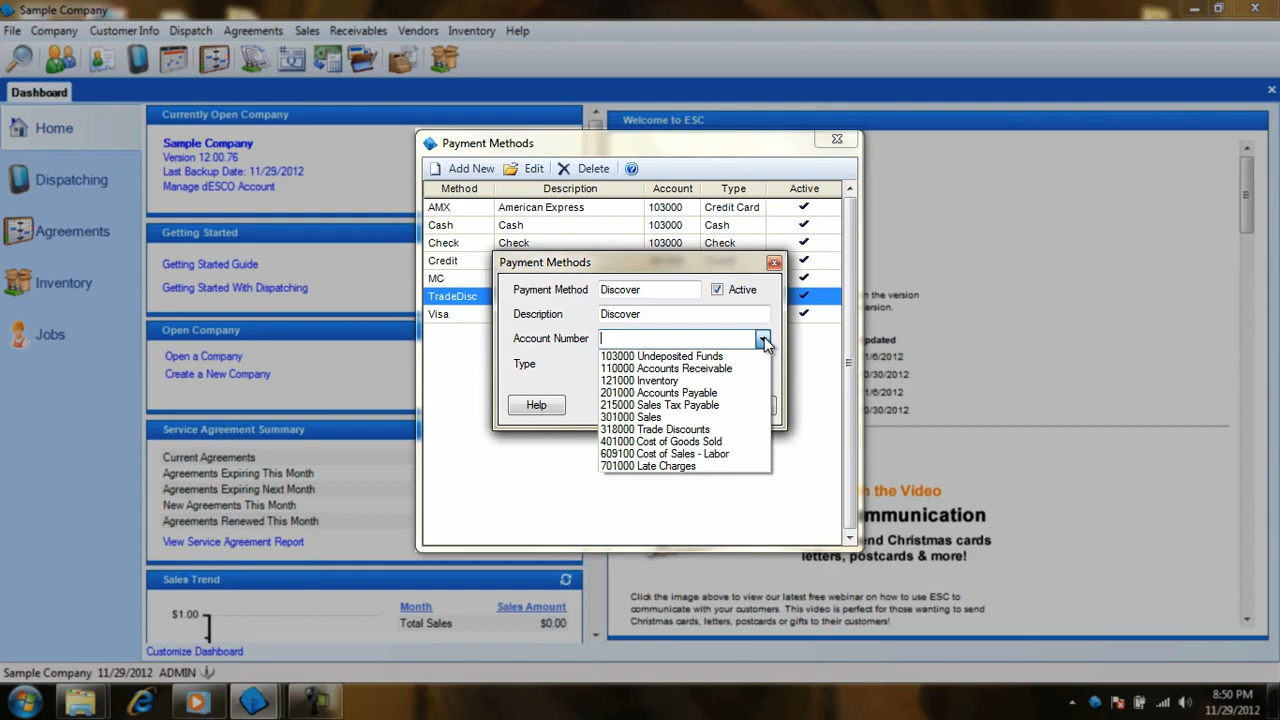 Sample Company
File Company Customer Info Dispatch Agreements Sales Receivables Vendors Inventory Help
Dashboard
Home
Dispatching
Agreements
Inventory
Jobs
Currently Open Company
Sample Company
Version 12.00.76
Last Backup Date: 11/29/2012
Manage dESCO Account
Getting Started
Getting Started Guide
Getting Started With Dispatching
Open Company
Open a Company
Create a New Company
Service Agreement Summary
Current Agreements
Agreements Expiring This Month
Agreements Expiring Next Month
New Agreements This Month
Agreements Renewed This Month
View Service Agreement Report
Sales Trend
$1.00
Month Sales Amount
Total Sales $0.00
Customize Dashboard
Payment Methods
Add New Edit Delete
Method Description Account Type Active
AMX American Express 103000 Credit Card
Cash Cash 103000 Cash
Check Check 103000 Check
Credit
MC
TradeDisc
Visa
Payment Methods
Payment Method Discover Active
Description Discover
Account Number
Type
Help
103000 Undeposited Funds
110000 Accounts Receivable
121000 Inventory
201000 Accounts Payable
215000 Sales Tax Payable
301000 Sales
318000 Trade Discounts
401000 Cost of Goods Sold
609100 Cost of Sales - Labor
701000 Late Charges
Welcome to ESC
n the version
pdated
1/6/2012
0/30/2012
1/6/2012
0/30/2012
n the Video
mmunication
end Christmas cards
letters, postcards & more!
Click the image above to view our latest free webinar on how to use ESC to
communicate with your customers. This video is perfect for those wanting to send
Christmas cards, letters, postcards or gifts to their customers!
Sample Company 11/29/2012 ADMIN
8:50 PM
11/29/2012